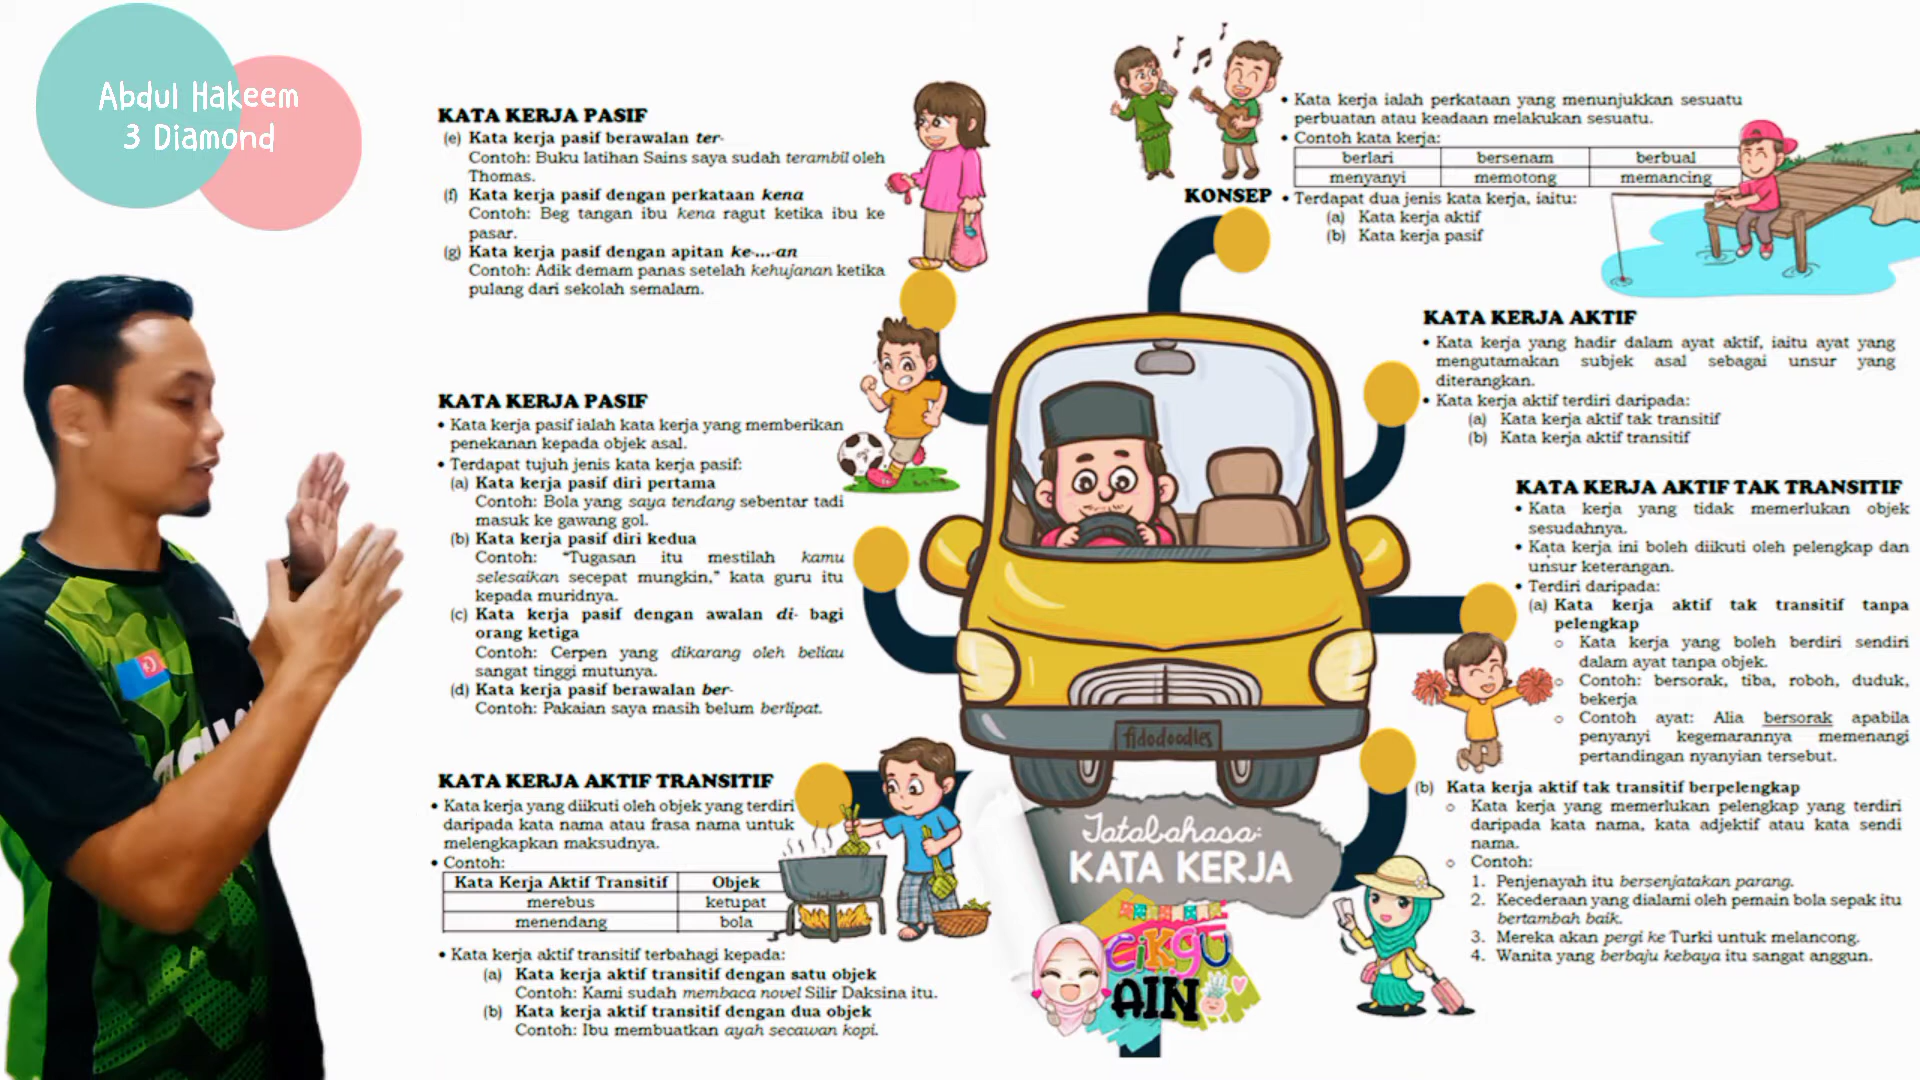 Abdul Hakeem
3 Diamond
KATA KERJA PASIF
(e) Kata kerja pasif berawalan ter-
Contoh: Buku latihan Sains saya sudah terambil oleh
Thomas.
(f) Kata kerja pasif dengan perkataan kena
Contoh: Beg tangan ibu kena ragut ketika ibu ke
pasar.
(g) Kata kerja pasif dengan apitan ke-...-an
Contoh: Adik demam panas setelah kehujanan ketika
pulang dari sekolah semalam.
KATA KERJA PASIF
• Kata kerja pasif ialah kata kerja yang memberikan
penekanan kepada objek asal.
• Terdapat tujuh jenis kata kerja pasif:
(a) Kata kerja pasif diri pertama
Contoh: Bola yang saya tendang sebentar tadi
masuk ke gawang gol.
(b) Kata kerja pasif diri kedua
Contoh: "Tugasan itu mestilah kamu
selesaikan secepat mungkin," kata guru itu
kepada muridnya.
(c) Kata kerja pasif dengan awalan di- bagi
orang ketiga
Contoh: Cerpen yang dikarang oleh beliau
sangat tinggi mutunya.
(d) Kata kerja pasif berawalan ber-
Contoh: Pakaian saya masih belum berlipat.
KATA KERJA AKTIF TRANSITIF
• Kata kerja yang diikuti oleh objek yang terdiri
daripada kata nama atau frasa nama untuk
melengkapkan maksudnya.
• Contoh:
Kata Kerja Aktif Transitif Objek
merebus ketupat
menendang bola
• Kata kerja aktif transitif terbahagi kepada:
(a) Kata kerja aktif transitif dengan satu objek
Contoh: Kami sudah membaca novel Silir Daksina itu.
(b) Kata kerja aktif transitif dengan dua objek
Contoh: Ibu membuatkan ayah secawan kopi.
KONSEP
• Kata kerja ialah perkataan yang menunjukkan sesuatu
perbuatan atau keadaan melakukan sesuatu.
• Contoh kata kerja:
berlari bersenam berbual
menyanyi memotong memancing
• Terdapat dua jenis kata kerja, iaitu:
(a) Kata kerja aktif
(b) Kata kerja pasif
KATA KERJA AKTIF
• Kata kerja yang hadir dalam ayat aktif, iaitu ayat yang
mengutamakan subjek asal sebagai unsur yang
diterangkan.
• Kata kerja aktif terdiri daripada:
(a) Kata kerja aktif tak transitif
(b) Kata kerja aktif transitif
KATA KERJA AKTIF TAK TRANSITIF
• Kata kerja yang tidak memerlukan objek
sesudahnya.
• Kata kerja ini boleh diikuti oleh pelengkap dan
unsur keterangan.
• Terdiri daripada:
(a) Kata kerja aktif tak transitif tanpa
pelengkap
o Kata kerja yang boleh berdiri sendiri
dalam ayat tanpa objek.
o Contoh: bersorak, tiba, roboh, duduk,
bekerja
o Contoh ayat: Alia bersorak apabila
penyanyi kegemarannya memenangi
pertandingan nyanyian tersebut.
(b) Kata kerja aktif tak transitif berpelengkap
o Kata kerja yang memerlukan pelengkap yang terdiri
daripada kata nama, kata adjektif atau kata sendi
nama.
o Contoh:
1. Penjenayah itu bersenjatakan parang.
2. Kecederaan yang dialami oleh pemain bola sepak itu
bertambah baik.
3. Mereka akan pergi ke Turki untuk melancong.
4. Wanita yang berbaju kebaya itu sangat anggun.
fidodoodles
Tatabahasa:
KATA KERJA
CiKGU
AIN